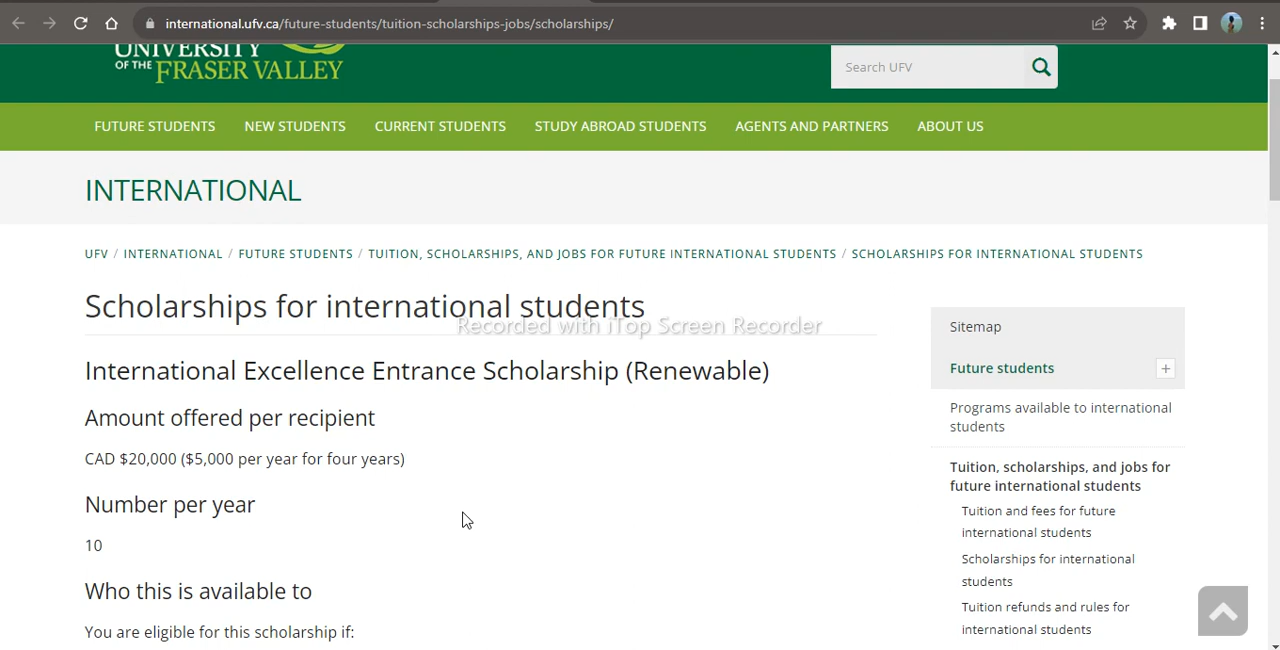 international.ufv.ca/future-students/tuition-scholarships-jobs/scholarships/
UNIVERSITY
OF THE FRASER VALLEY
Search UFV
FUTURE STUDENTS NEW STUDENTS CURRENT STUDENTS STUDY ABROAD STUDENTS AGENTS AND PARTNERS ABOUT US
INTERNATIONAL
UFV / INTERNATIONAL / FUTURE STUDENTS / TUITION, SCHOLARSHIPS, AND JOBS FOR FUTURE INTERNATIONAL STUDENTS / SCHOLARSHIPS FOR INTERNATIONAL STUDENTS
Scholarships for international students
Recorded with iTop Screen Recorder
International Excellence Entrance Scholarship (Renewable)
Amount offered per recipient
CAD $20,000 ($5,000 per year for four years)
Number per year
10
Who this is available to
You are eligible for this scholarship if:
Sitemap
Future students +
Programs available to international
students
Tuition, scholarships, and jobs for
future international students
Tuition and fees for future
international students
Scholarships for international
students
Tuition refunds and rules for
international students